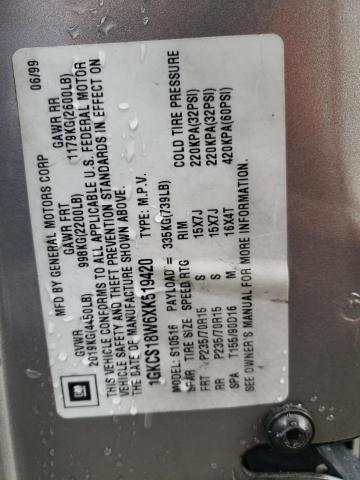 MFD BY GENERAL MOTORS CORP 06/99
GVWR GAWR FRT GAWR RR
2019KG(4450LB) 998KG(2200LB) 1179KG(2600LB)
THIS VEHICLE CONFORMS TO ALL APPLICABLE U.S. FEDERAL MOTOR
VEHICLE SAFETY AND THEFT PREVENTION STANDARDS IN EFFECT ON
THE DATE OF MANUFACTURE SHOWN ABOVE.
1GKCS18W6XK519420 TYPE: M.P.V.
MODEL: S10516 PAYLOAD = 335KG(739LB)
SPAR TIRE SIZE SPEED RTG RIM COLD TIRE PRESSURE
FRT P235/70R15 S 15X7J 220KPA(32PSI)
RR P235/70R15 S 15X7J 220KPA(32PSI)
SPA T155/90D16 M 16X4T 420KPA(60PSI)
SEE OWNER'S MANUAL FOR MORE INFORMATION.
GM